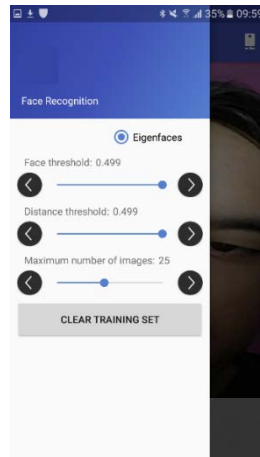 35% 09:59
Face Recognition
Eigenfaces
Face threshold: 0.499
Distance threshold: 0.499
Maximum number of images: 25
CLEAR TRAINING SET